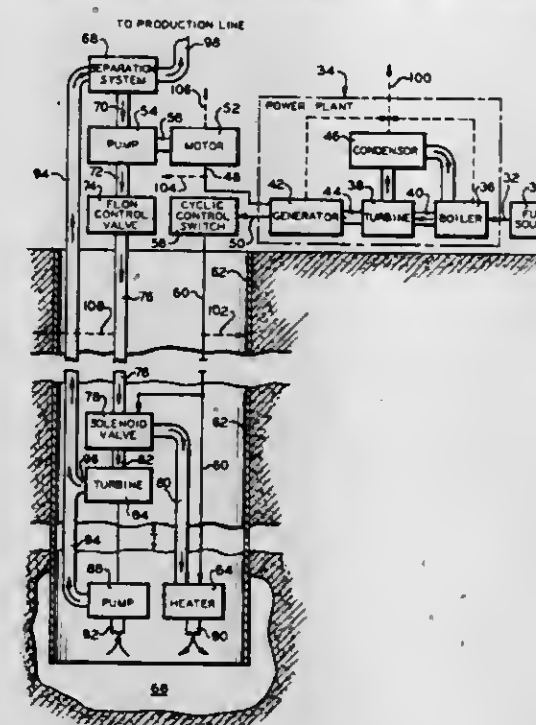 TO PRODUCTION LINE
68
98
SEPARATION
SYSTEM
34
100
70
54
106
52
POWER PLANT
56
46
CONDENSOR
PUMP
MOTOR
94
72
48
36
32
74
104
42
44
38
40
FLOW CONTROL
VALVE
CYCLIC
CONTROL
SWITCH
GENERATOR
TURBINE
BOILER
FU
SOUR
58
50
62
60
76
108
102
76
78
SOLENOID
VALVE
62
96
82
60
TURBINE
80
84
94
88
64
PUMP
HEATER
92
90
66